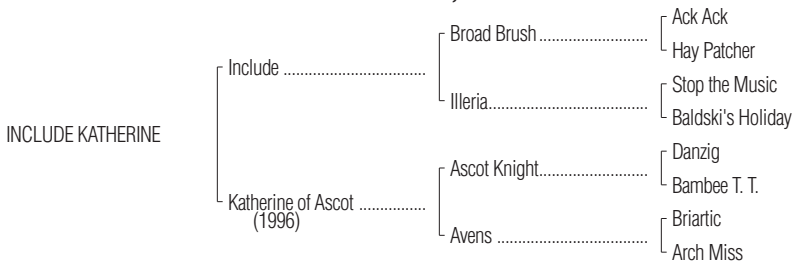 Ack Ack
Broad Brush..........................
Hay Patcher
Include ..................................
Stop the Music
Illeria......................................
Baldski's Holiday
INCLUDE KATHERINE
Danzig
Ascot Knight..........................
Bambee T. T.
Katherine of Ascot ................
(1996)
Briartic
Avens ....................................
Arch Miss